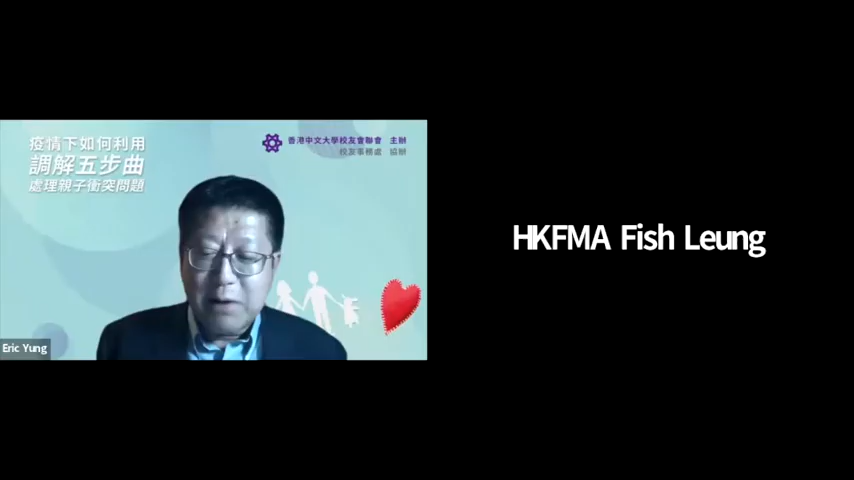 疫情下如何利用
調解五步曲
處理親子衝突問題
香港中文大學校友會聯會 主辦
校友事務處 協辦
Eric Yung
HKFMA Fish Leung